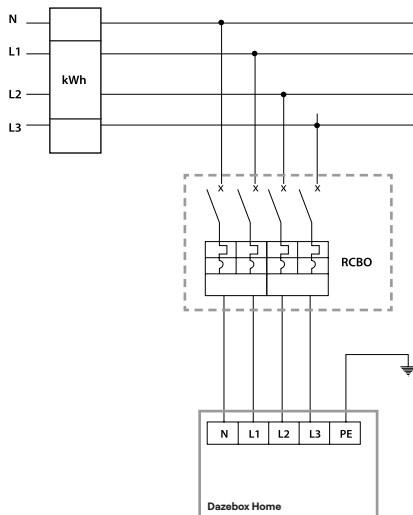 N
L1
kWh
L2
L3
RCBO
N L1 L2 L3 PE
Dazebox Home